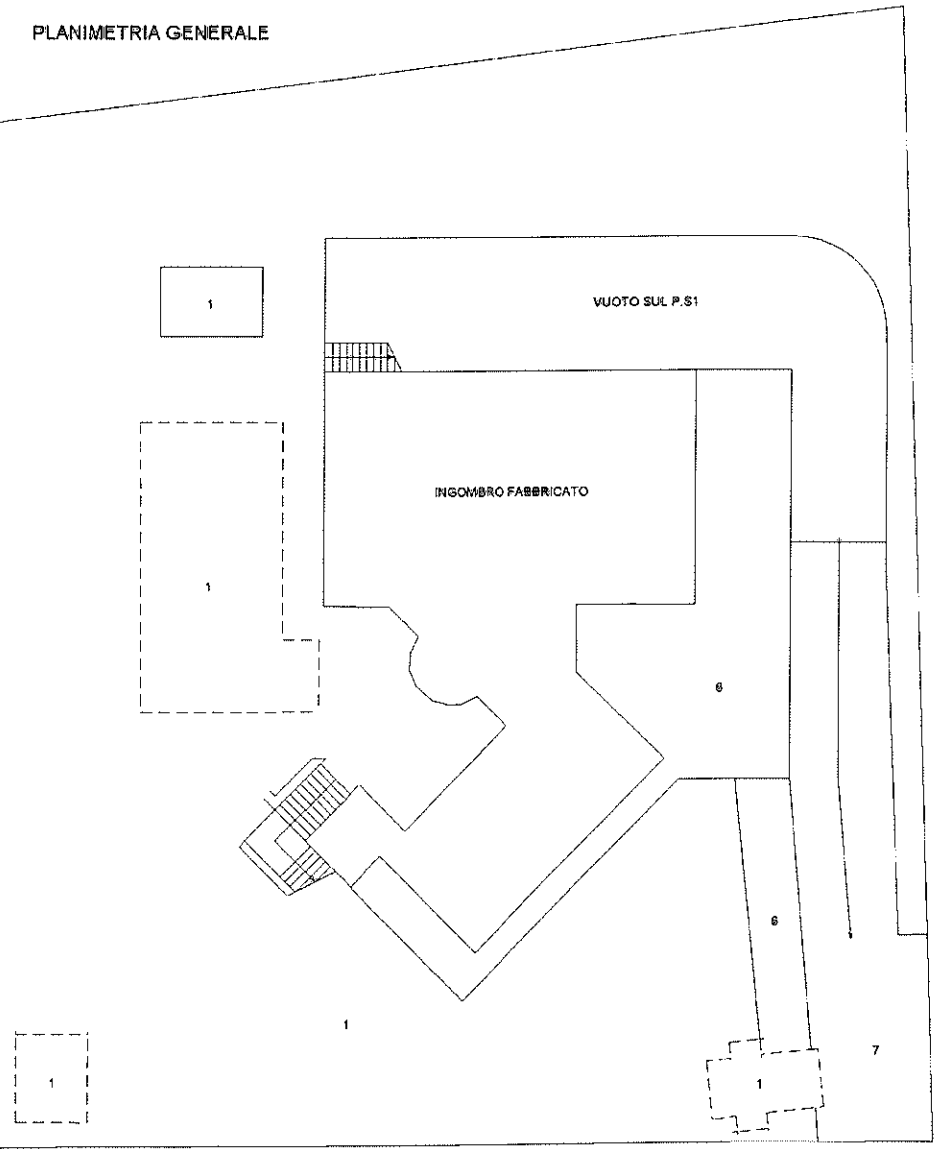 PLANIMETRIA GENERALE
1
VUOTO SUL P.S1
INGOMBRO FABBRICATO
1
6
6
1
7
1
1